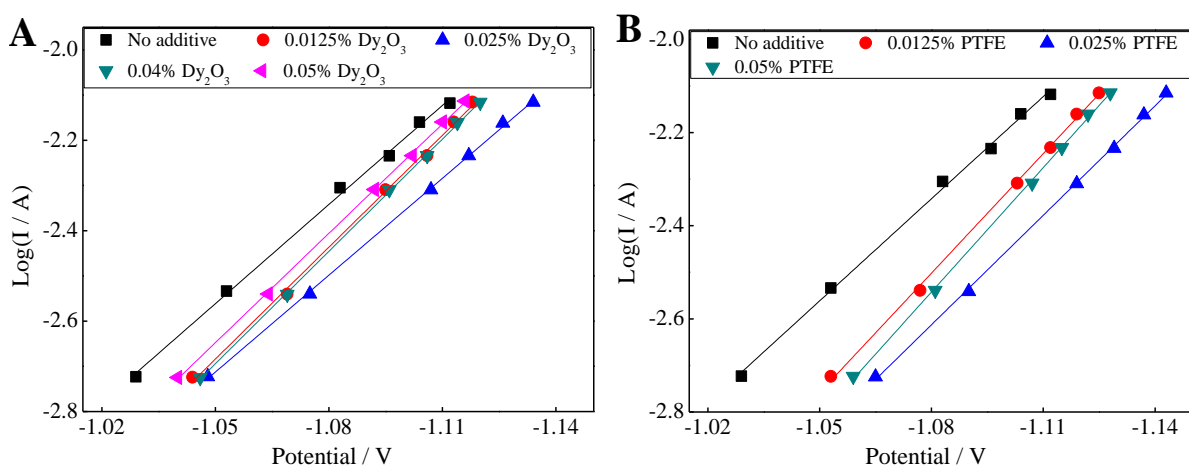 A
No additive 0.0125% Dy₂O₃ 0.025% Dy₂O₃
0.04% Dy₂O₃ 0.05% Dy₂O₃
-2.0
-2.2
-2.4
-2.6
-2.8
Log(I / A)
-1.02 -1.05 -1.08 -1.11 -1.14
Potential / V
B
No additive 0.0125% PTFE 0.025% PTFE
0.05% PTFE
-2.0
-2.2
-2.4
-2.6
-2.8
Log(I / A)
-1.02 -1.05 -1.08 -1.11 -1.14
Potential / V